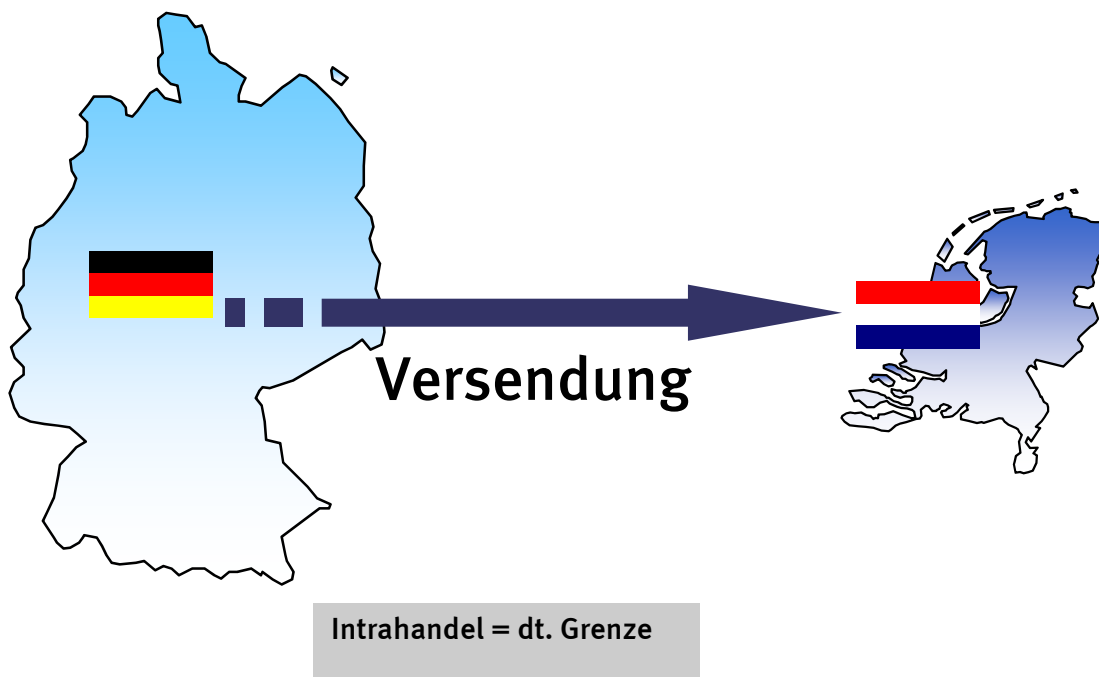 Versendung
Intrahandel = dt. Grenze